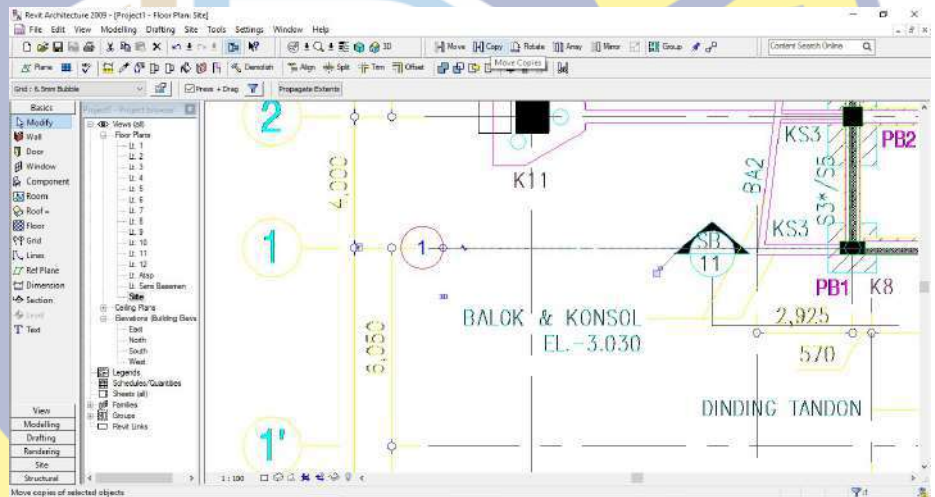 Revit Architecture 2009 - [Project1 - Floor Plan: Site]
File Edit View Modelling Drafting Site Tools Settings Window Help
3D Move Copy Rotate Array Mirror Group Content Search Online
Plane Demolish Align Split Trim Offset Move Copies
Grid : 6.5mm Bubble Press + Drag Propagate Extents
Basics
Modify
Wall
Door
Window
Component
Room
Roof
Floor
Grid
Lines
Ref Plane
Dimension
Section
Level
Text
View
Modelling
Drafting
Rendering
Site
Structural
Views (all)
Floor Plans
Lt. 1
Lt. 2
Lt. 3
Lt. 4
Lt. 5
Lt. 6
Lt. 7
Lt. 8
Lt. 9
Lt. 10
Lt. 11
Lt. 12
Lt. Atap
Lt. Semi Basemen
Site
Ceiling Plans
Elevations (Building Eleva
East
North
South
West
Legends
Schedules/Quantities
Sheets (all)
Families
Groups
Revit Links
2
4,000
K11
BA2
KS3
S3*/S5
PB2
1
1
SB
11
KS3
PB1 K8
BALOK & KONSOL
EL.-3.030
2,925
570
DINDING TANDON
1'
1 : 100
Move copies of selected objects